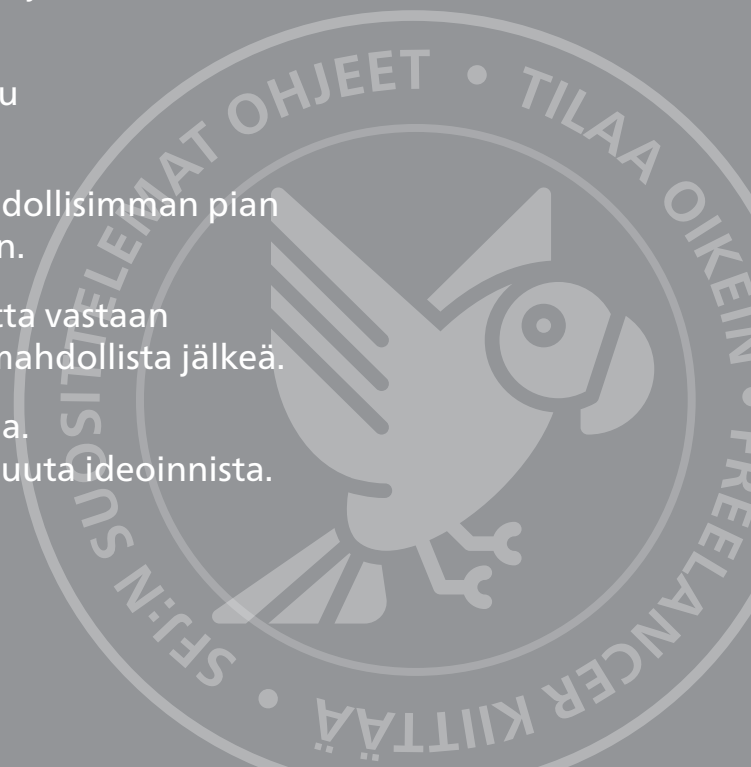 u
dollisimman pian
n.
tta vastaan
mahdollista jälkeä.
a.
uuta ideoinnista.
SFJ:N SUOSITTELEMAT OHJEET • TILAA OIKEIN • FREELANCER KIITTÄÄ •